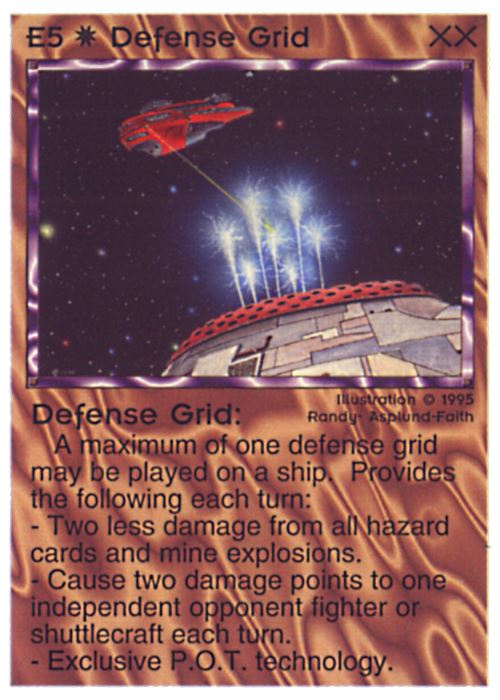 E5 ✷ Defense Grid XX
Illustration © 1995
Randy- Asplund-Faith
Defense Grid:
A maximum of one defense grid
may be played on a ship. Provides
the following each turn:
- Two less damage from all hazard
cards and mine explosions.
- Cause two damage points to one
independent opponent fighter or
shuttlecraft each turn.
- Exclusive P.O.T. technology.